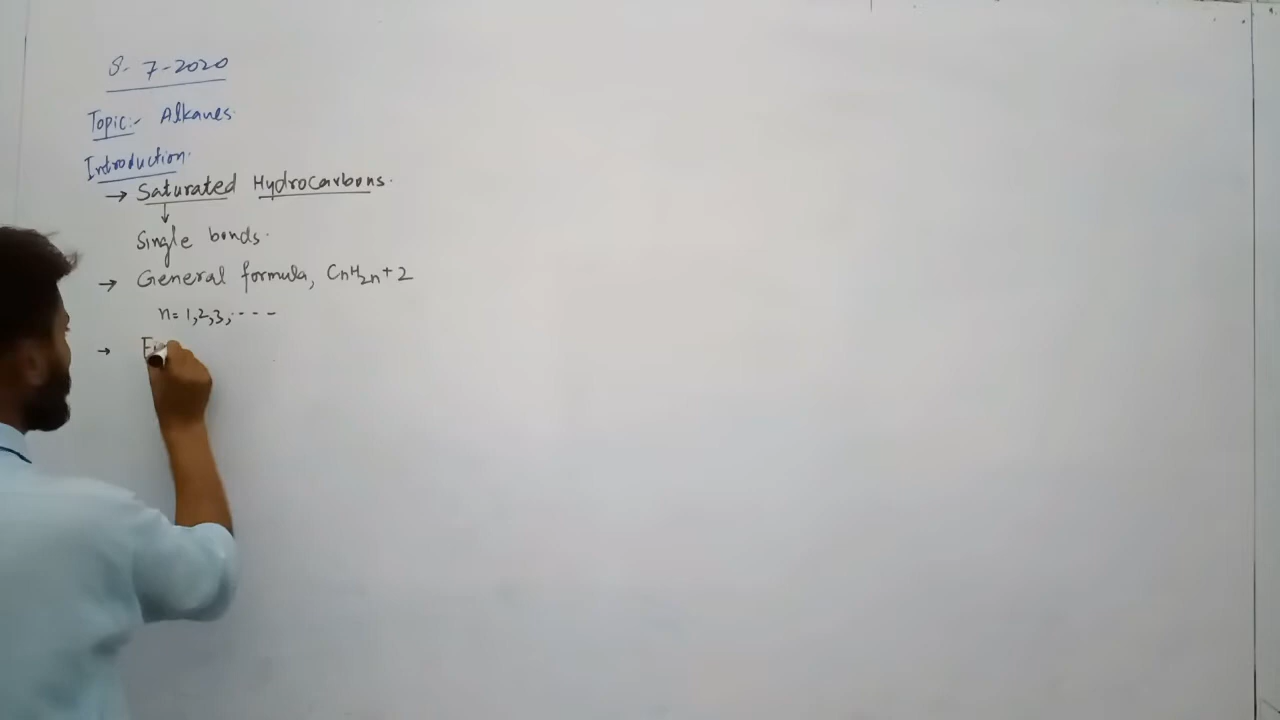 8-7-2020
Topic:- Alkanes.
Introduction.
→ Saturated Hydrocarbons.
↓
Single bonds.
→ General formula, CnH2n+2
n=1,2,3,----
→